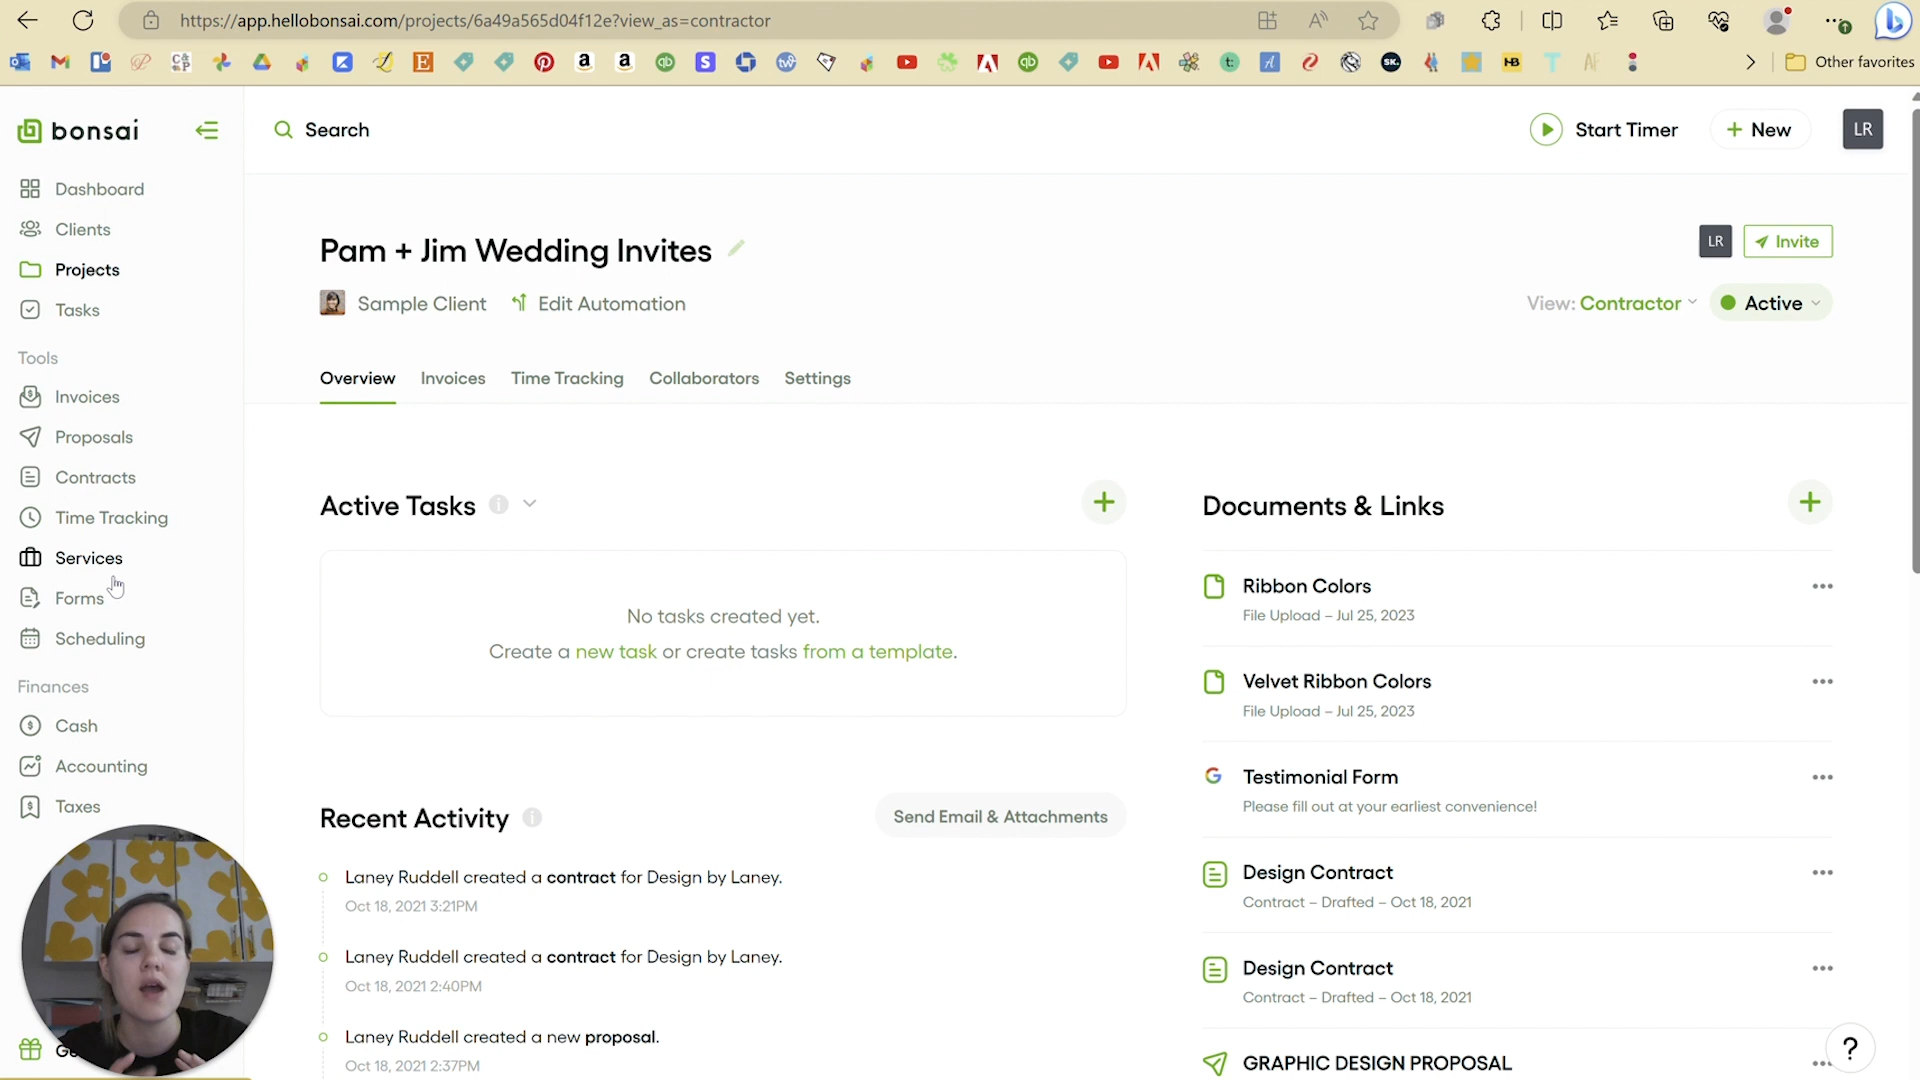 https://app.hellobonsai.com/projects/6a49a565d04f12e?view_as=contractor
Other favorites
bonsai
Search
Start Timer
+ New
LR
Dashboard
Clients
Projects
Tasks
Tools
Invoices
Proposals
Contracts
Time Tracking
Services
Forms
Scheduling
Finances
Cash
Accounting
Taxes
Pam + Jim Wedding Invites
LR
Invite
Sample Client
Edit Automation
View: Contractor
Active
Overview
Invoices
Time Tracking
Collaborators
Settings
Active Tasks
No tasks created yet.
Create a new task or create tasks from a template.
Recent Activity
Send Email & Attachments
Laney Ruddell created a contract for Design by Laney.
Oct 18, 2021 3:21PM
Laney Ruddell created a contract for Design by Laney.
Oct 18, 2021 2:40PM
Laney Ruddell created a new proposal.
Oct 18, 2021 2:37PM
Documents & Links
Ribbon Colors
File Upload – Jul 25, 2023
Velvet Ribbon Colors
File Upload – Jul 25, 2023
Testimonial Form
Please fill out at your earliest convenience!
Design Contract
Contract – Drafted – Oct 18, 2021
Design Contract
Contract – Drafted – Oct 18, 2021
GRAPHIC DESIGN PROPOSAL
?